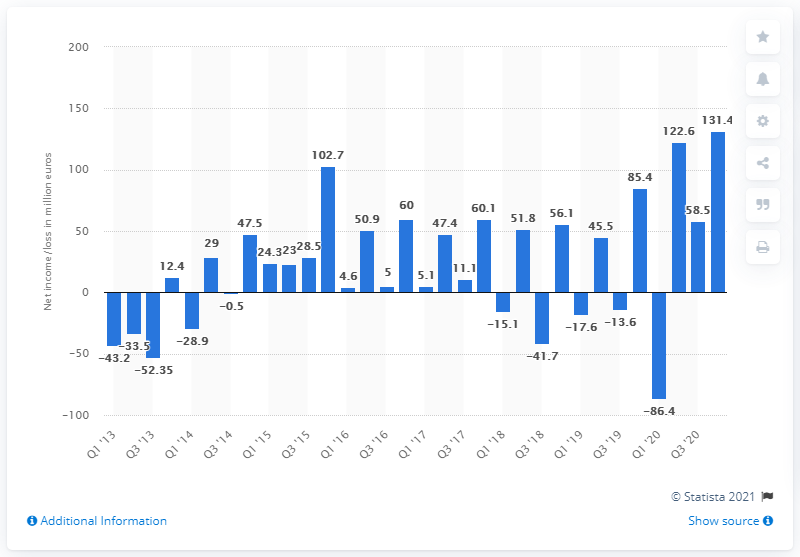 Net income/loss in million euros
200
150
100
50
0
−50
−100
−43.2
−33.5
−52.35
12.4
−28.9
29
−0.5
47.5
24.3
23
28.5
102.7
4.6
50.9
5
60
5.1
47.4
11.1
60.1
−15.1
51.8
−41.7
56.1
−17.6
45.5
−13.6
85.4
−86.4
122.6
58.5
131.4
Q1 '13
Q3 '13
Q1 '14
Q3 '14
Q1 '15
Q3 '15
Q1 '16
Q3 '16
Q1 '17
Q3 '17
Q1 '18
Q3 '18
Q1 '19
Q3 '19
Q1 '20
Q3 '20
© Statista 2021
Additional Information
Show source